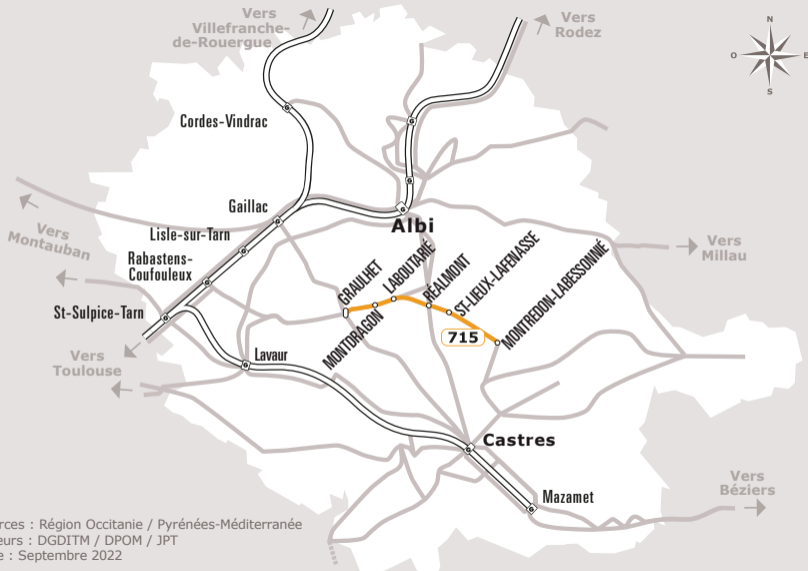 Vers
Villefranche-
de-Rouergue
Vers
Rodez
N
O
E
S
Cordes-Vindrac
Gaillac
Albi
Vers
Montauban
Lisle-sur-Tarn
Rabastens-
Coufouleux
Vers
Millau
GRAULHET
MONTDRAGON
LABOUTARIÉ
RÉALMONT
ST-LIEUX-LAFENASSE
MONTREDON-LABESSONNIÉ
715
St-Sulpice-Tarn
Vers
Toulouse
Lavaur
Castres
Mazamet
Vers
Béziers
rces : Région Occitanie / Pyrénées-Méditerranée
eurs : DGDITM / DPOM / JPT
e : Septembre 2022